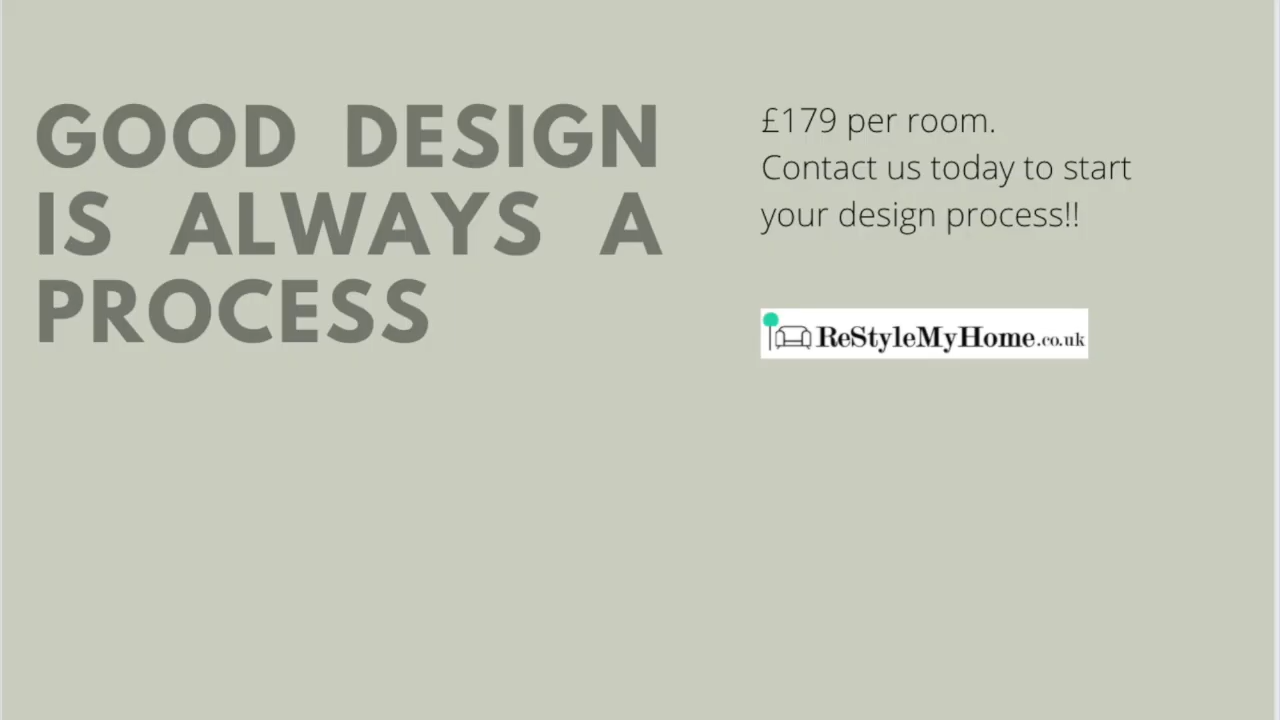 GOOD DESIGN
IS ALWAYS A
PROCESS
£179 per room.
Contact us today to start
your design process!!
ReStyleMyHome.co.uk